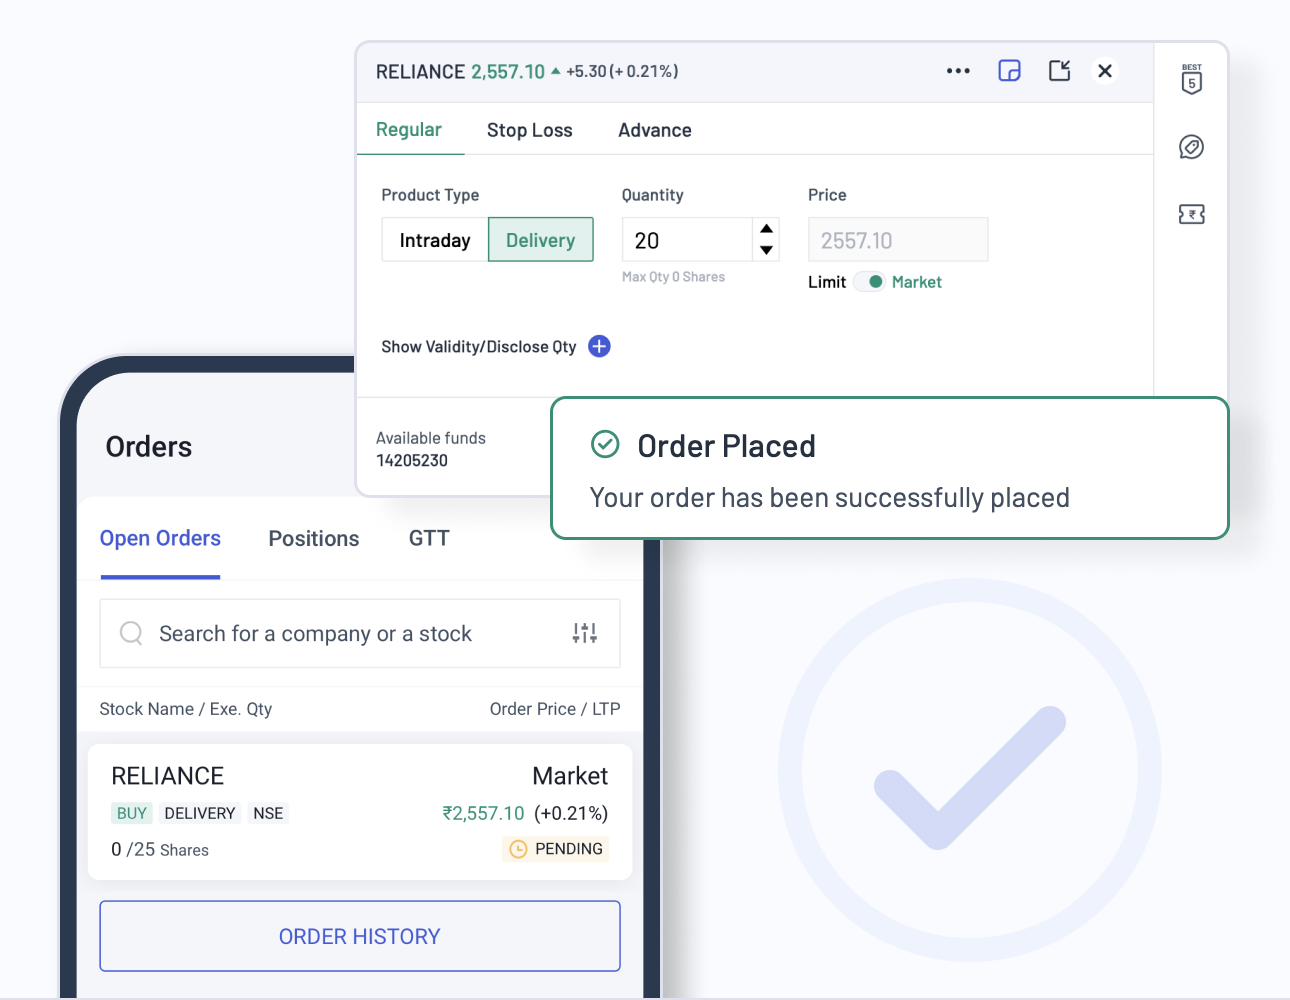 RELIANCE 2,557.10 ▲ +5.30 (+ 0.21%)
BEST
5
Regular Stop Loss Advance
Product Type Quantity Price
Intraday Delivery 20 2557.10
Max Qty 0 Shares
Limit Market
₹
Show Validity/Disclose Qty
Available funds
14205230
Order Placed
Your order has been successfully placed
Orders
Open Orders Positions GTT
Search for a company or a stock
Stock Name / Exe. Qty Order Price / LTP
RELIANCE Market
BUY DELIVERY NSE ₹2,557.10 (+0.21%)
0 /25 Shares PENDING
ORDER HISTORY